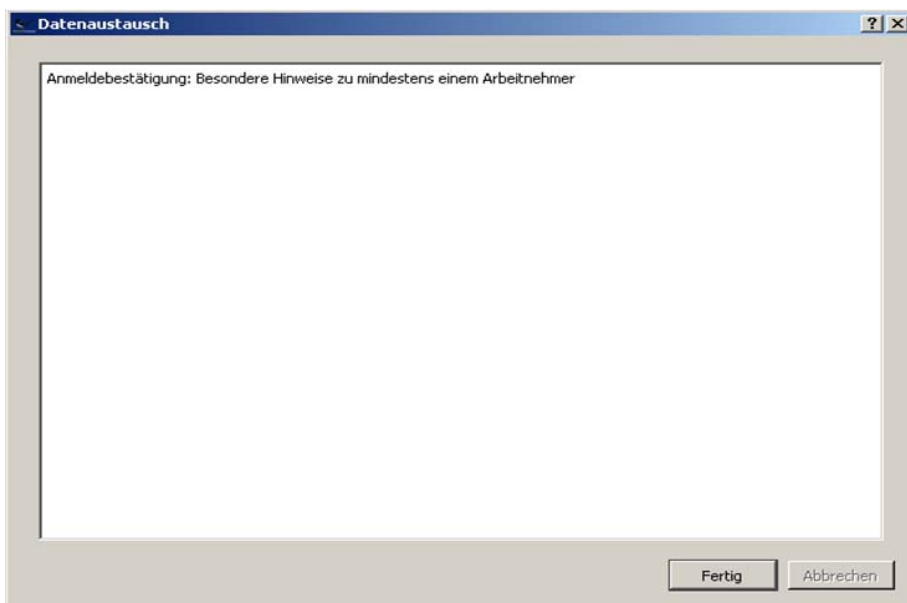 Datenaustausch
Anmeldebestätigung: Besondere Hinweise zu mindestens einem Arbeitnehmer
Fertig Abbrechen